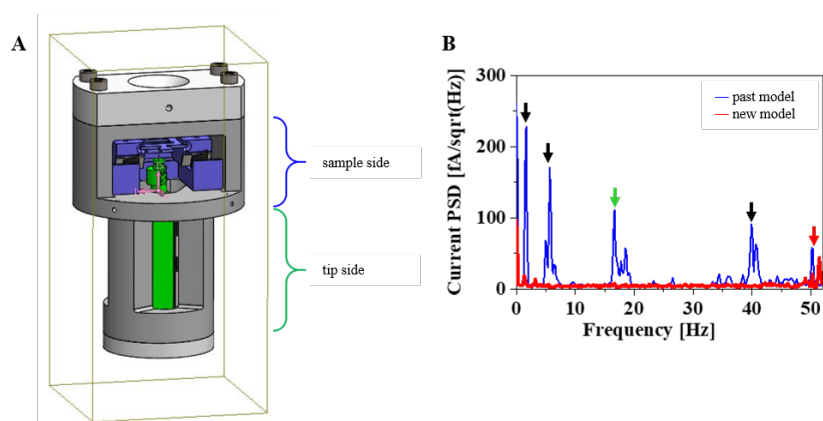 A
sample side
tip side
B
Current PSD [fA/sqrt(Hz)]
300
200
100
0
past model
new model
0 10 20 30 40 50
Frequency [Hz]